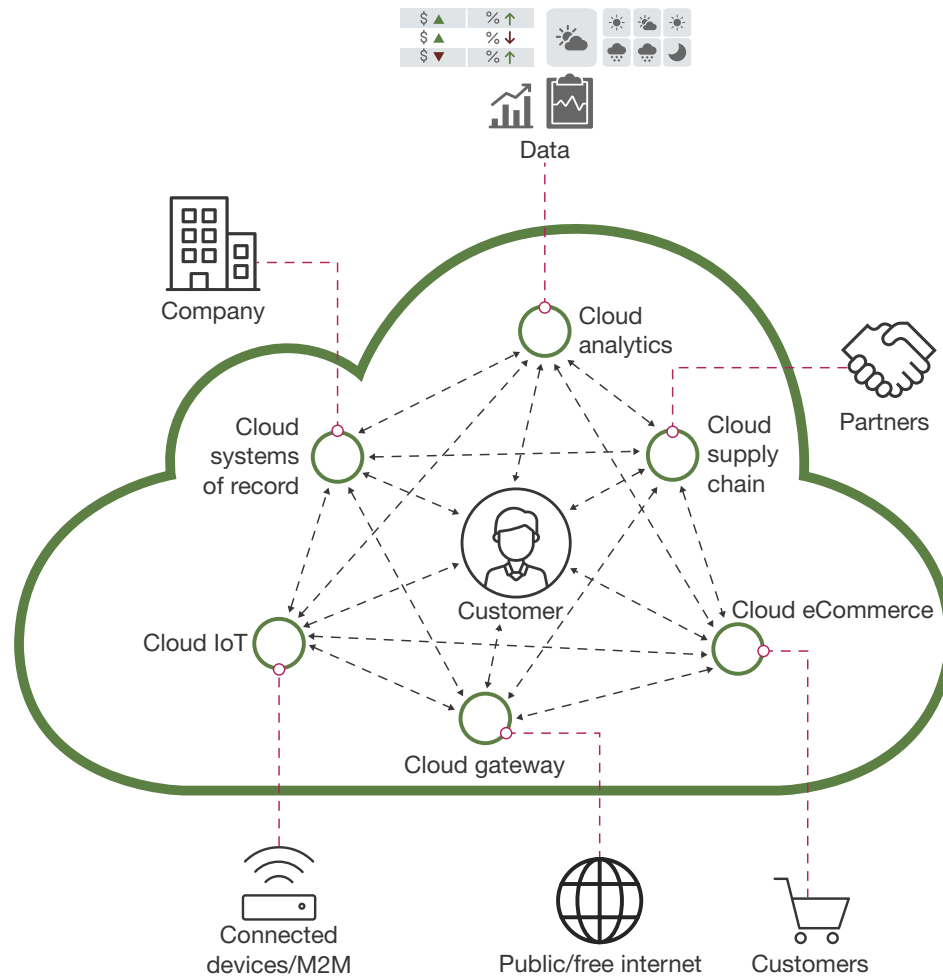 $ % 
$ %
$ %
Data
Company
Cloud
analytics
Partners
Cloud
systems
of record
Cloud
supply
chain
Customer
Cloud eCommerce
Cloud IoT
Cloud gateway
Connected
devices/M2M
Public/free internet
Customers